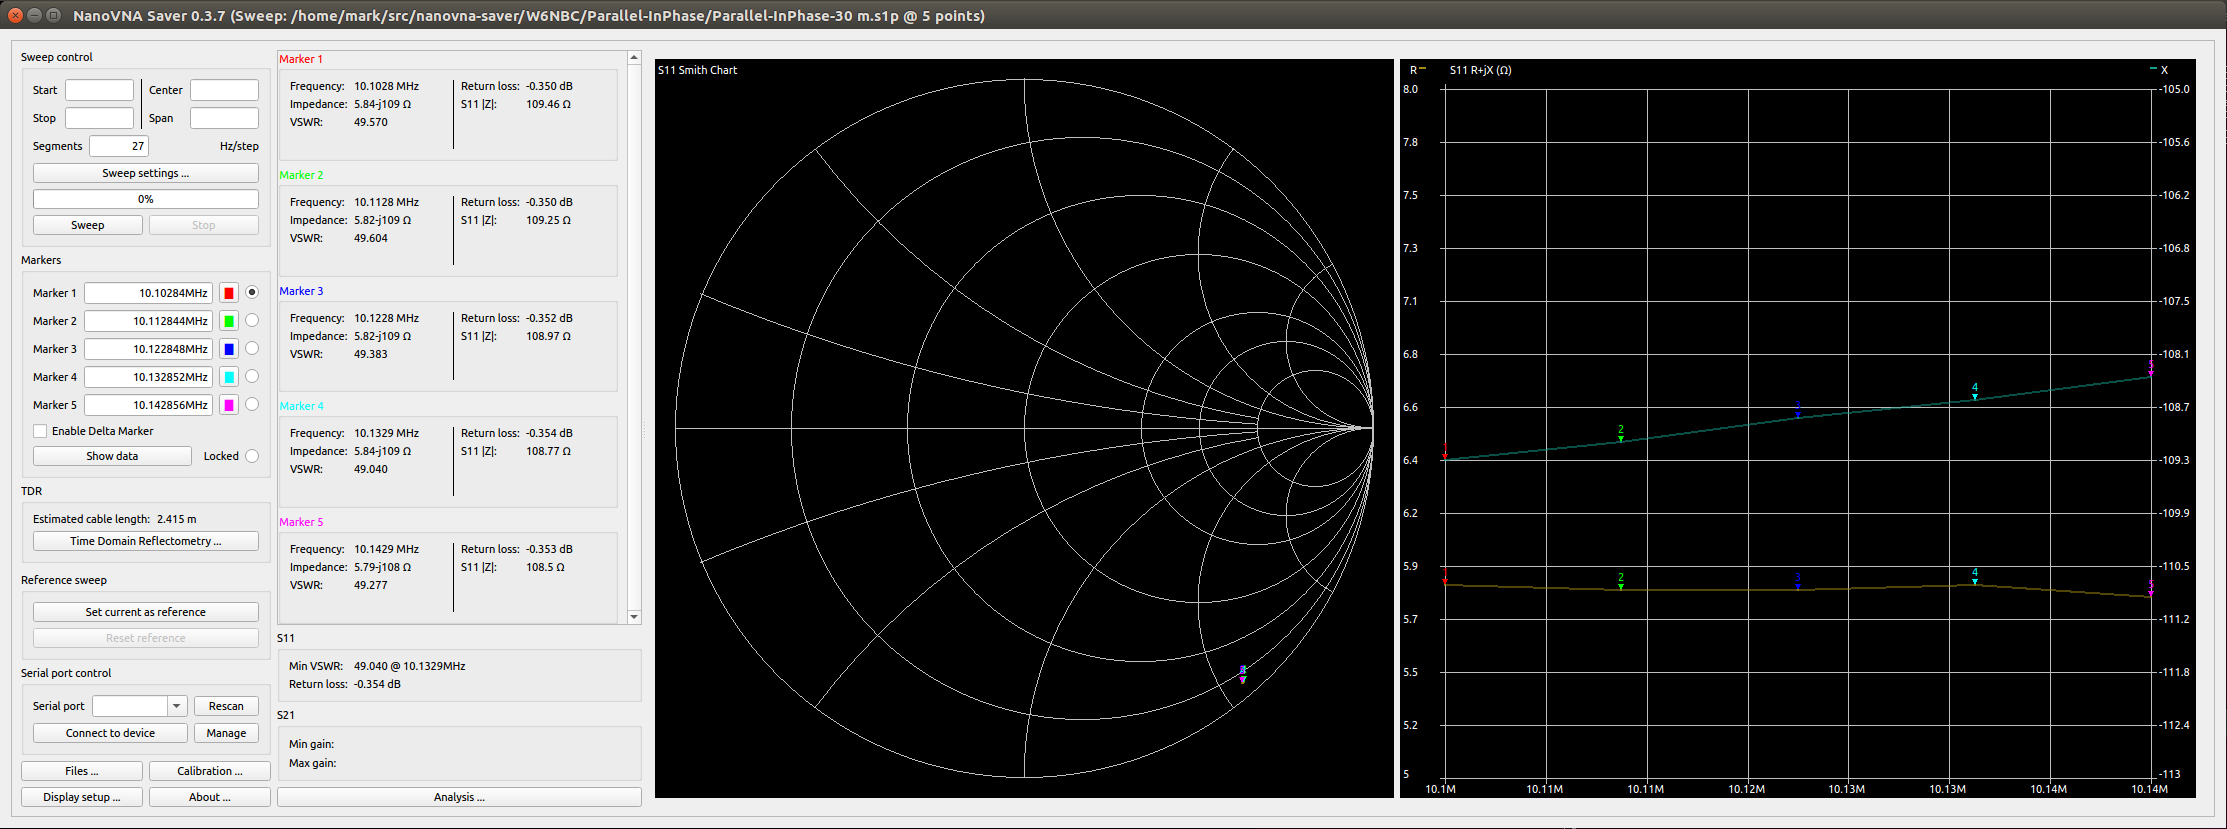 NanoVNA Saver 0.3.7 (Sweep: /home/mark/src/nanovna-saver/W6NBC/Parallel-InPhase/Parallel-InPhase-30 m.s1p @ 5 points)
Sweep control
Start
Center
Stop
Span
Segments 27 Hz/step
Sweep settings ...
0%
Sweep
Stop
Markers
Marker 1 10.10284MHz
Marker 2 10.112844MHz
Marker 3 10.122848MHz
Marker 4 10.132852MHz
Marker 5 10.142856MHz
Enable Delta Marker
Show data
Locked
TDR
Estimated cable length: 2.415 m
Time Domain Reflectometry ...
Reference sweep
Set current as reference
Reset reference
Serial port control
Serial port
Rescan
Connect to device
Manage
Files ...
Calibration ...
Display setup ...
About ...
Marker 1
Frequency: 10.1028 MHz
Impedance: 5.84-j109 Ω
VSWR: 49.570
Return loss: -0.350 dB
S11 |Z|: 109.46 Ω
Marker 2
Frequency: 10.1128 MHz
Impedance: 5.82-j109 Ω
VSWR: 49.604
Return loss: -0.350 dB
S11 |Z|: 109.25 Ω
Marker 3
Frequency: 10.1228 MHz
Impedance: 5.82-j109 Ω
VSWR: 49.383
Return loss: -0.352 dB
S11 |Z|: 108.97 Ω
Marker 4
Frequency: 10.1329 MHz
Impedance: 5.84-j109 Ω
VSWR: 49.040
Return loss: -0.354 dB
S11 |Z|: 108.77 Ω
Marker 5
Frequency: 10.1429 MHz
Impedance: 5.79-j108 Ω
VSWR: 49.277
Return loss: -0.353 dB
S11 |Z|: 108.5 Ω
S11
Min VSWR: 49.040 @ 10.1329MHz
Return loss: -0.354 dB
S21
Min gain:
Max gain:
Analysis ...
S11 Smith Chart
R
S11 R+jX (Ω)
X
8.0
7.8
7.5
7.3
7.1
6.8
6.6
6.4
6.2
5.9
5.7
5.5
5.2
5
-105.0
-105.6
-106.2
-106.8
-107.5
-108.1
-108.7
-109.3
-109.9
-110.5
-111.2
-111.8
-112.4
-113
1
2
3
4
5
1
2
3
4
5
10.1M
10.11M
10.11M
10.12M
10.13M
10.13M
10.14M
10.14M